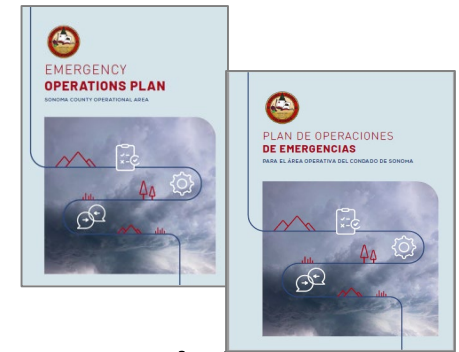 EMERGENCY
OPERATIONS PLAN
SONOMA COUNTY OPERATIONAL AREA
PLAN DE OPERACIONES
DE EMERGENCIAS
PARA EL ÁREA OPERATIVA DEL CONDADO DE SONOMA